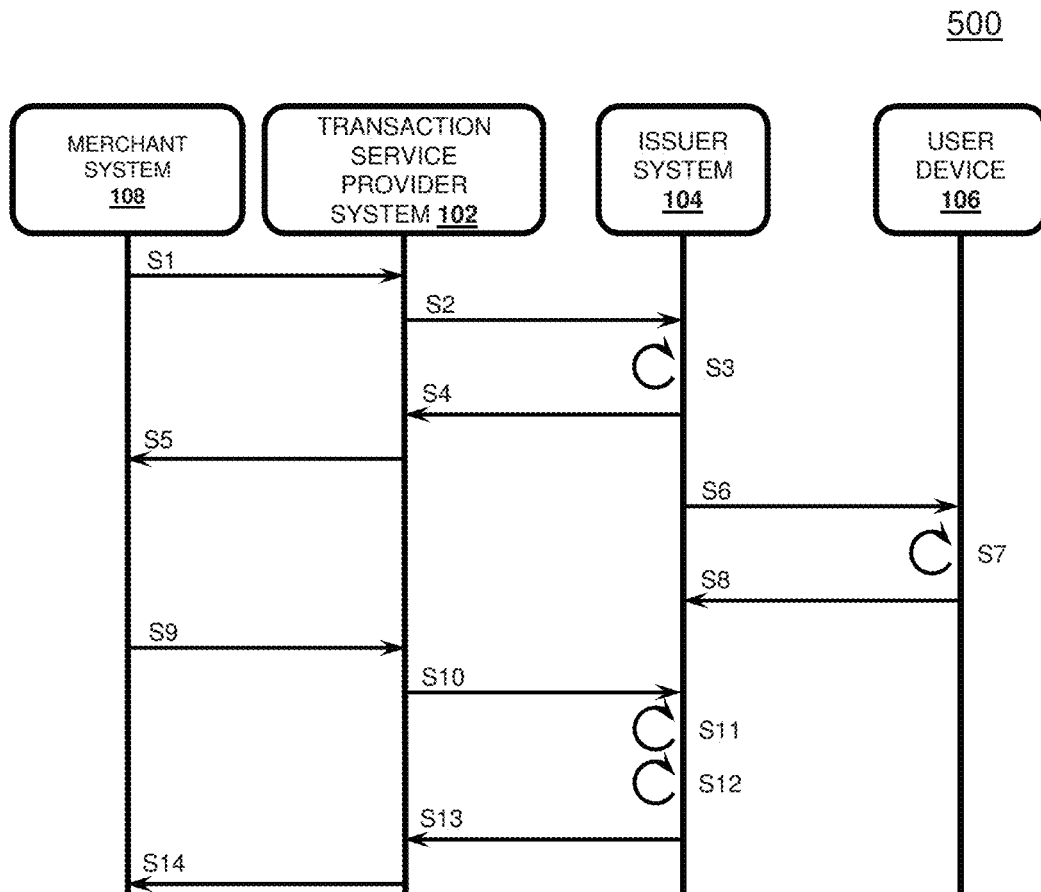 500
MERCHANT
SYSTEM
108
TRANSACTION
SERVICE
PROVIDER
SYSTEM 102
ISSUER
SYSTEM
104
USER
DEVICE
106
S1
S2
S3
S4
S5
S6
S7
S8
S9
S10
S11
S12
S13
S14